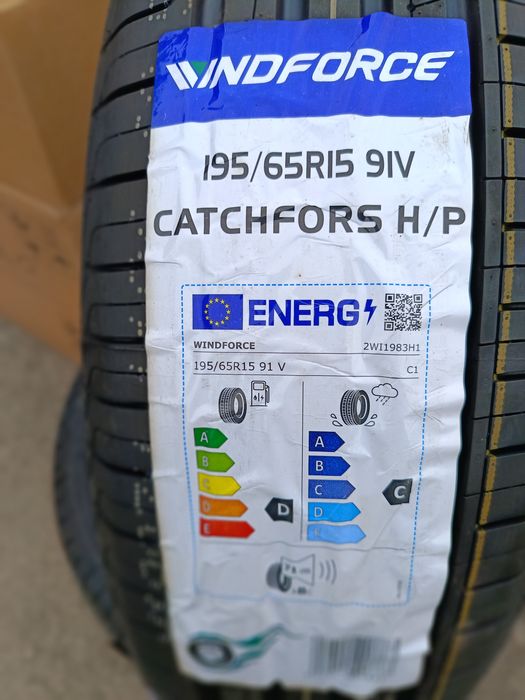 WINDFORCE
195/65R15 91V
CATCHFORS H/P
ENERG
WINDFORCE 2WI1983H1
195/65R15 91 V C1
A A
B B
C C C
D D D
E E